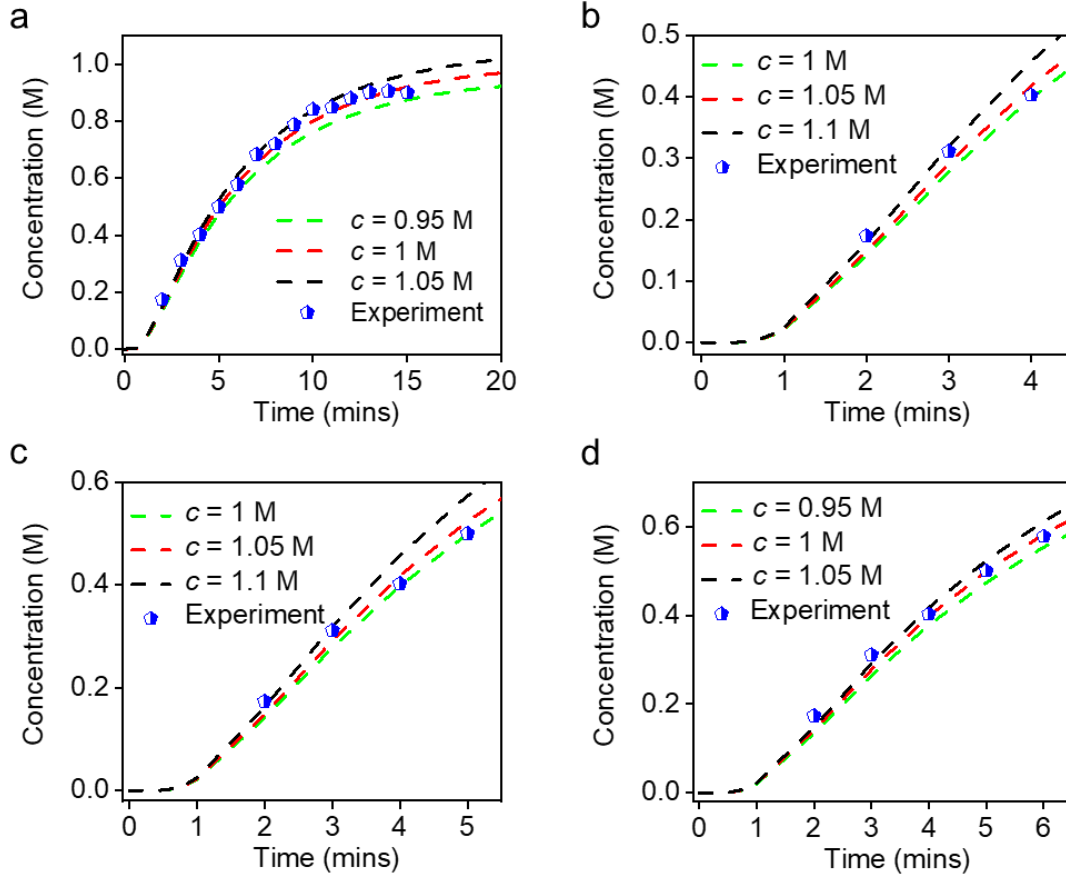 a
Concentration (M)
1.0
0.8
0.6
0.4
0.2
0.0
c = 0.95 M
c = 1 M
c = 1.05 M
Experiment
0 5 10 15 20
Time (mins)
b
Concentration (M)
0.5
0.4
0.3
0.2
0.1
0.0
c = 1 M
c = 1.05 M
c = 1.1 M
Experiment
0 1 2 3 4
Time (mins)
c
Concentration (M)
0.6
0.4
0.2
0.0
c = 1 M
c = 1.05 M
c = 1.1 M
Experiment
0 1 2 3 4 5
Time (mins)
d
Concentration (M)
0.6
0.4
0.2
0.0
c = 0.95 M
c = 1 M
c = 1.05 M
Experiment
0 1 2 3 4 5 6
Time (mins)